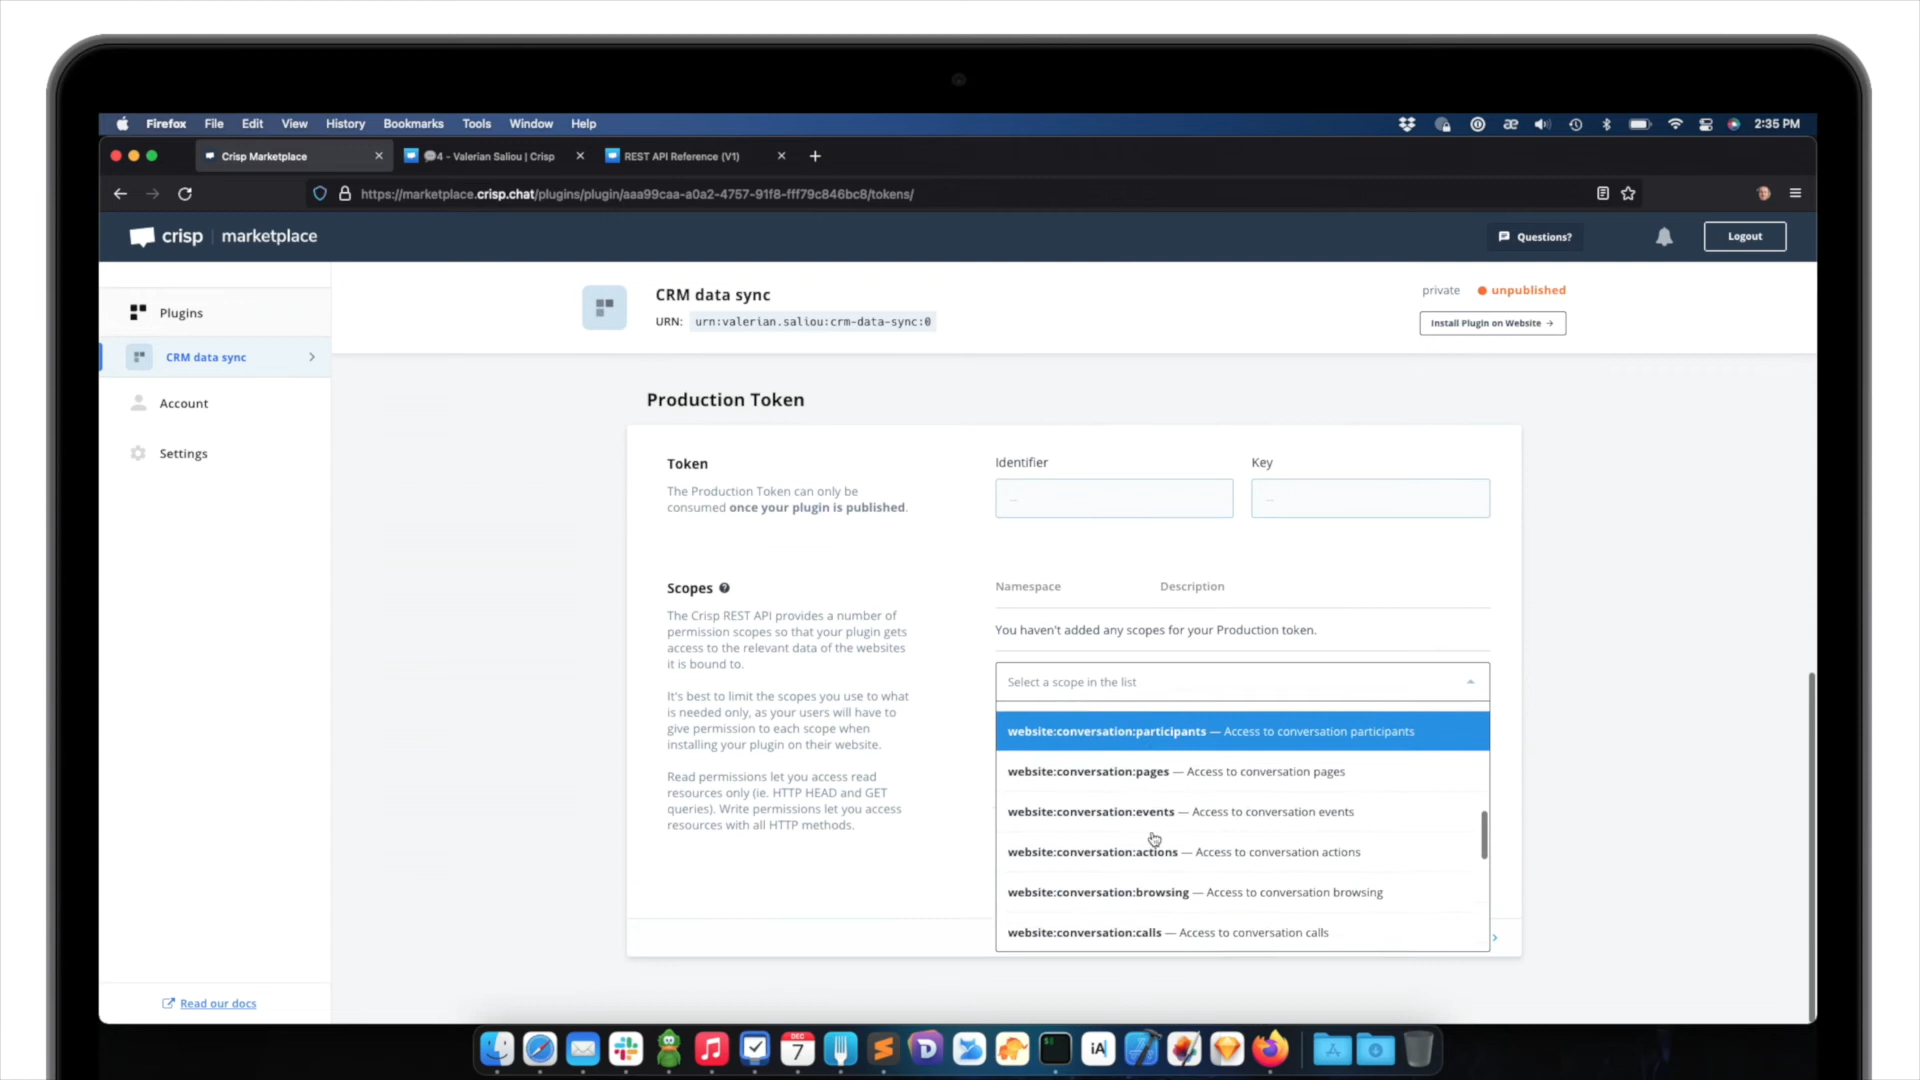 Firefox File Edit View History Bookmarks Tools Window Help
2:35 PM
Crisp Marketplace
4 - Valerian Saliou | Crisp
REST API Reference (V1)
https://marketplace.crisp.chat/plugins/plugin/aaa99caa-a0a2-4757-91f8-fff79c846bc8/tokens/
crisp | marketplace
Questions?
Logout
Plugins
CRM data sync
Account
Settings
Read our docs
CRM data sync
URN: urn:valerian.saliou:crm-data-sync:0
private
unpublished
Install Plugin on Website →
Production Token
Token
The Production Token can only be
consumed once your plugin is published.
Identifier
...
Key
...
Scopes
The Crisp REST API provides a number of
permission scopes so that your plugin gets
access to the relevant data of the websites
it is bound to.
It's best to limit the scopes you use to what
is needed only, as your users will have to
give permission to each scope when
installing your plugin on their website.
Read permissions let you access read
resources only (ie. HTTP HEAD and GET
queries). Write permissions let you access
resources with all HTTP methods.
Namespace Description
You haven't added any scopes for your Production token.
Select a scope in the list
website:conversation:participants — Access to conversation participants
website:conversation:pages — Access to conversation pages
website:conversation:events — Access to conversation events
website:conversation:actions — Access to conversation actions
website:conversation:browsing — Access to conversation browsing
website:conversation:calls — Access to conversation calls
DEC
7
iA